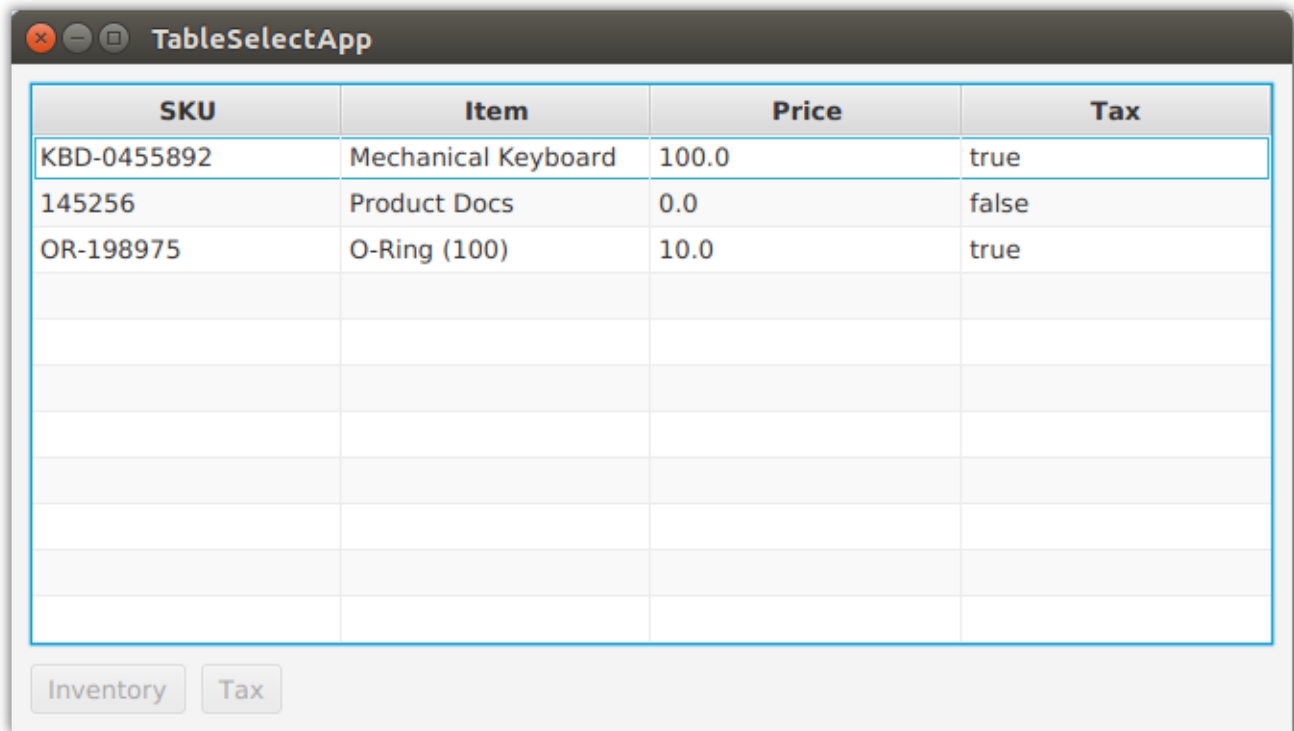 TableSelectApp
SKU Item Price Tax
KBD-0455892 Mechanical Keyboard 100.0 true
145256 Product Docs 0.0 false
OR-198975 O-Ring (100) 10.0 true
Inventory Tax